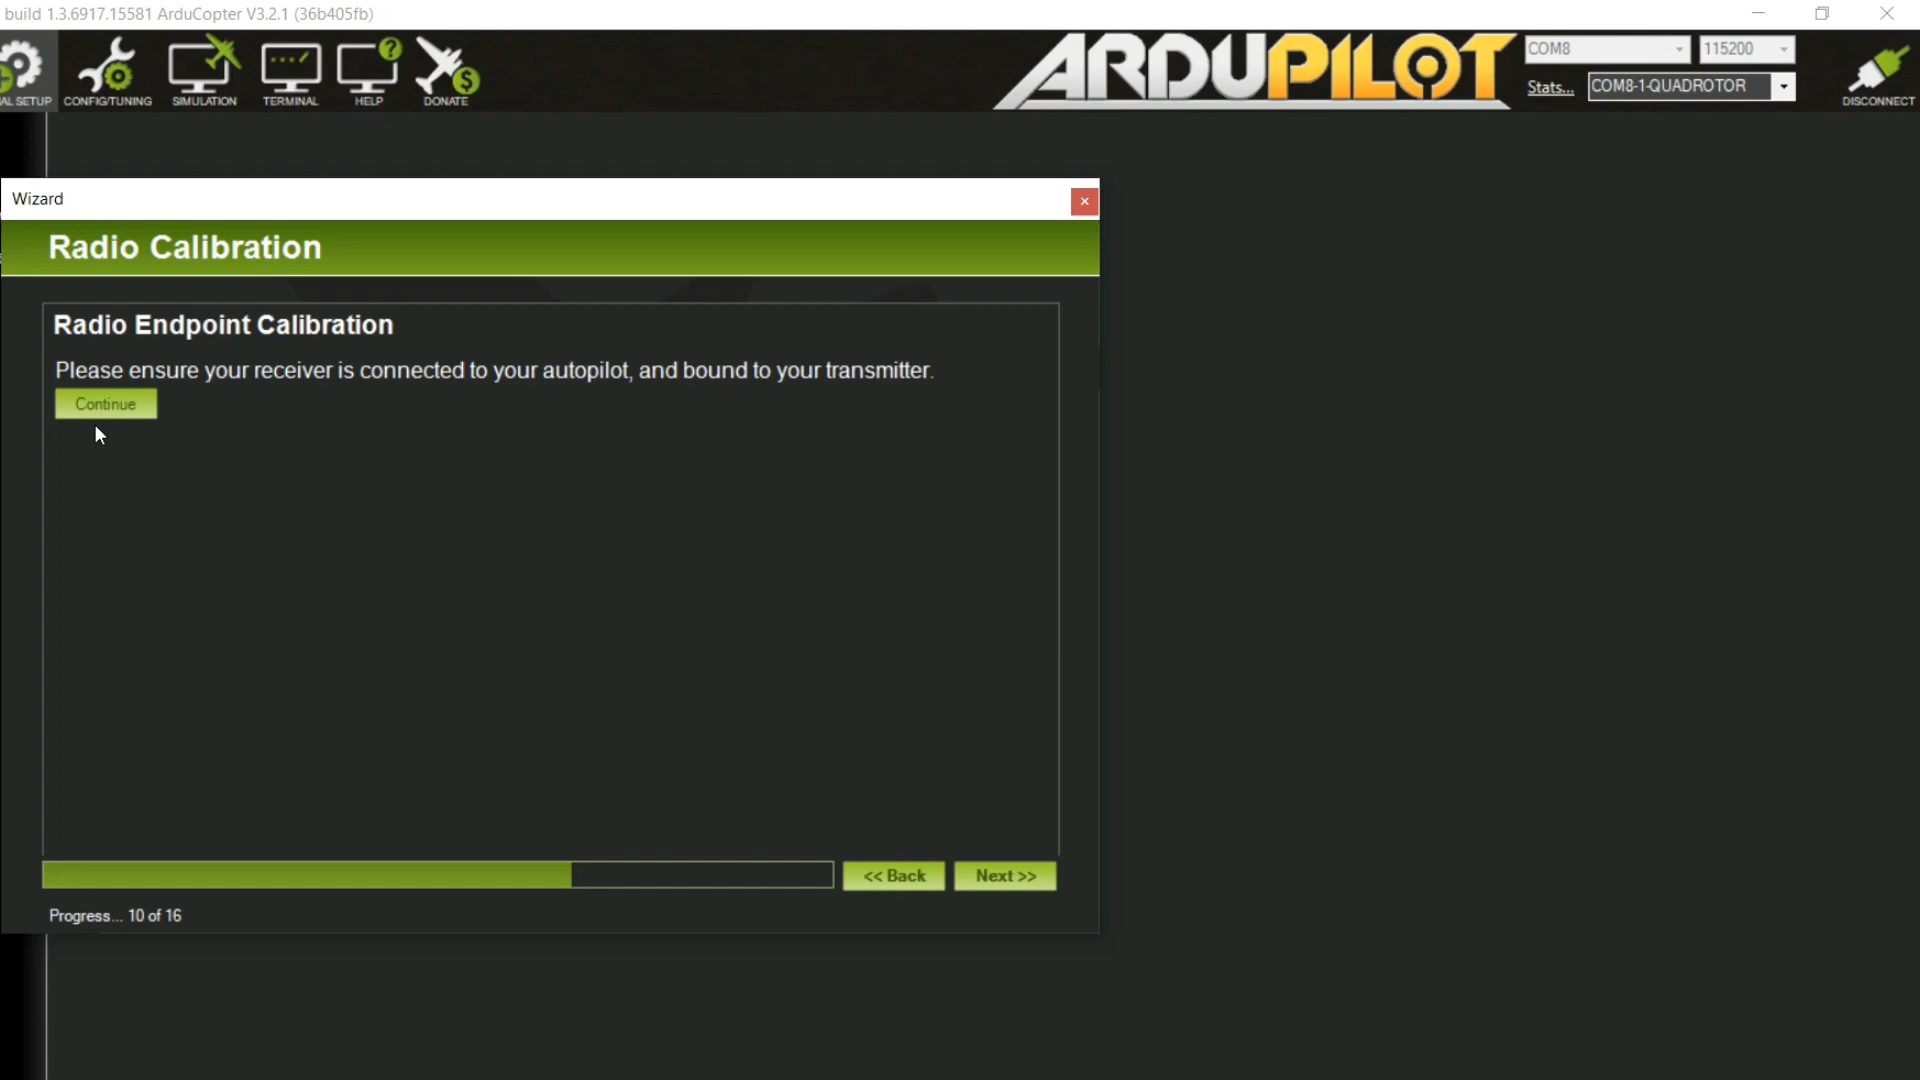 build 1.3.6917.15581 ArduCopter V3.2.1 (36b405fb)
AL SETUP
CONFIG/TUNING
SIMULATION
TERMINAL
HELP
DONATE
ARDUPILOT
COM8
115200
Stats...
COM8-1-QUADROTOR
DISCONNECT
Wizard
Radio Calibration
Radio Endpoint Calibration
Please ensure your receiver is connected to your autopilot, and bound to your transmitter.
Continue
<< Back
Next >>
Progress... 10 of 16